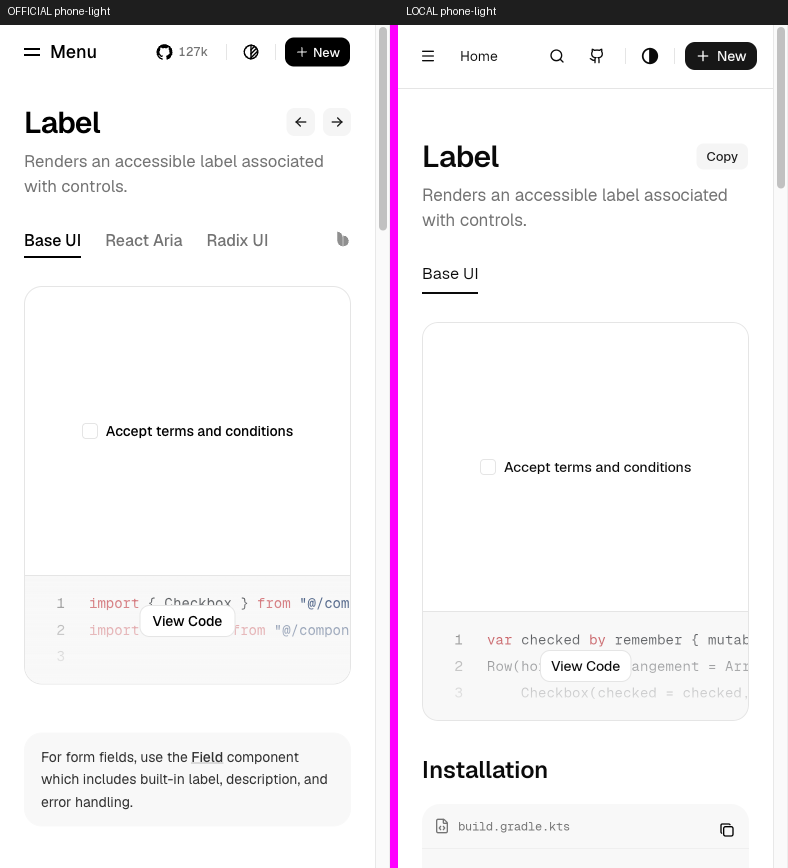 OFFICIAL phone-light
Menu
127k
New
Label
Renders an accessible label associated
with controls.
Base UI
React Aria
Radix UI
Accept terms and conditions
1 import { Checkbox } from "@/com
2 import from "@/compon
3
View Code
For form fields, use the Field component
which includes built-in label, description, and
error handling.
LOCAL phone-light
Home
New
Label
Copy
Renders an accessible label associated
with controls.
Base UI
Accept terms and conditions
1 var checked by remember { mutab
2 Row(ho angement = Arr
3 Checkbox(checked = checked,
View Code
Installation
build.gradle.kts